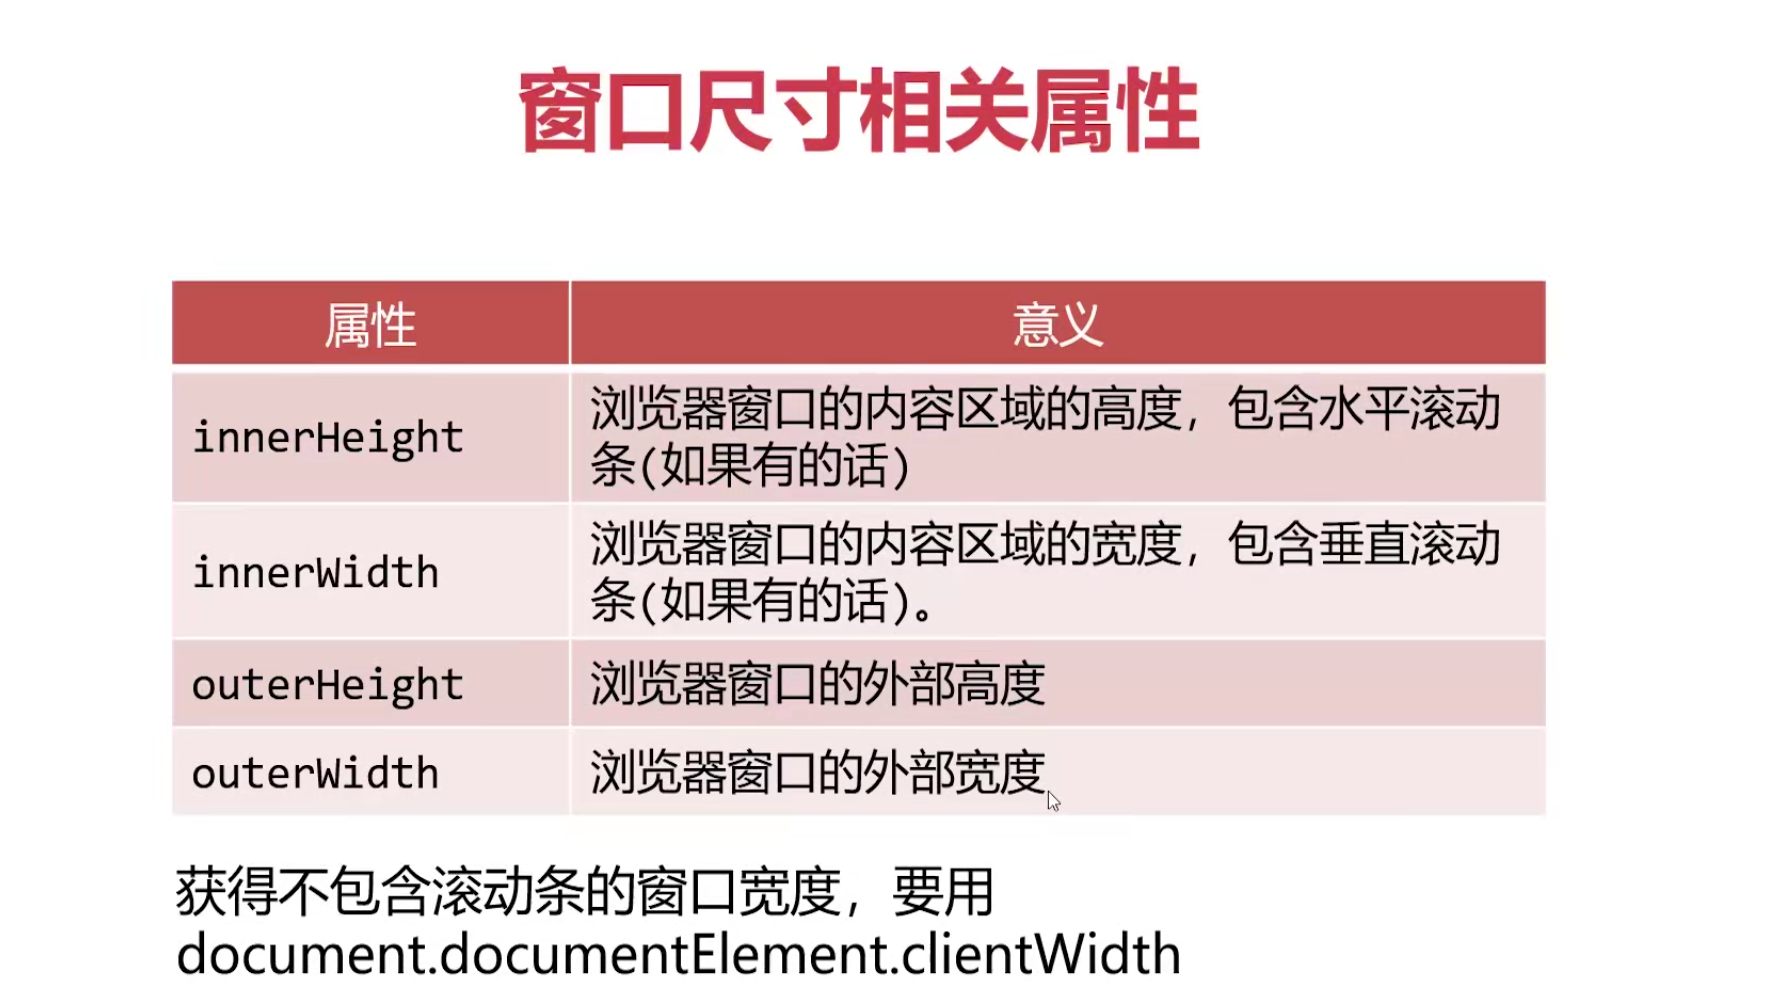 窗口尺寸相关属性
属性
意义
innerHeight
浏览器窗口的内容区域的高度，包含水平滚动
条(如果有的话)
innerWidth
浏览器窗口的内容区域的宽度，包含垂直滚动
条(如果有的话)。
outerHeight
浏览器窗口的外部高度
outerWidth
浏览器窗口的外部宽度
获得不包含滚动条的窗口宽度，要用
document.documentElement.clientWidth